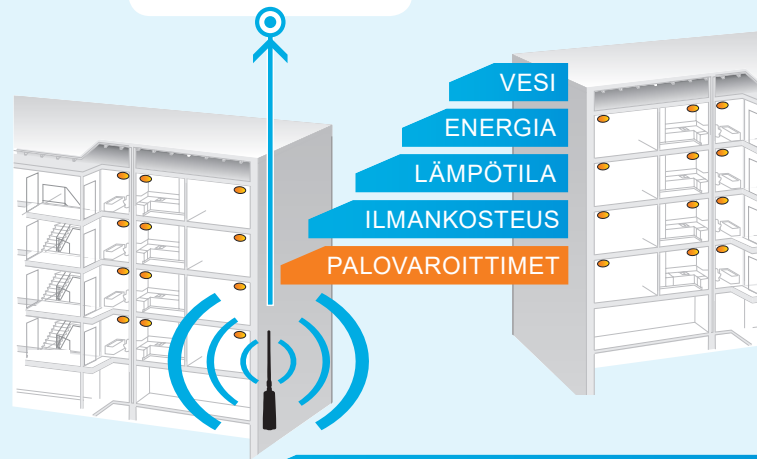 VESI
ENERGIA
LÄMPÖTILA
ILMANKOSTEUS
PALOVAROITTIMET